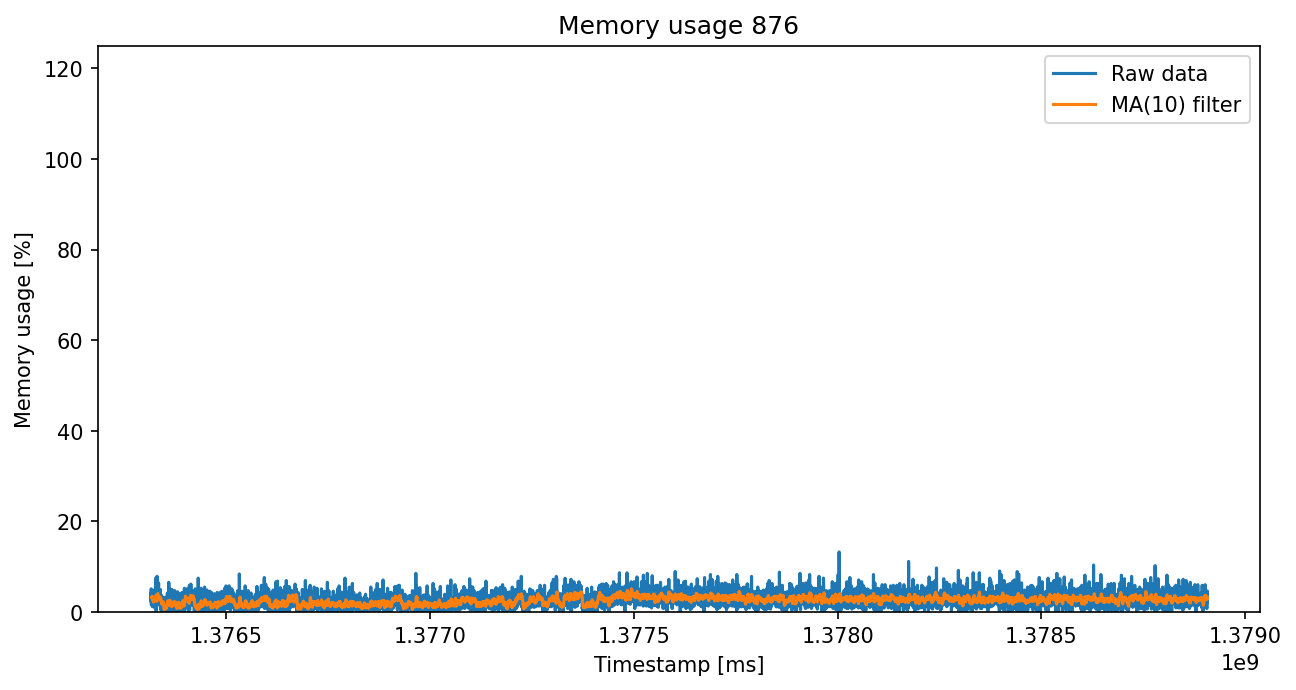 Memory usage 876
Raw data
MA(10) filter
Memory usage [%]
120
100
80
60
40
20
0
1.3765 1.3770 1.3775 1.3780 1.3785 1.3790
1e9
Timestamp [ms]